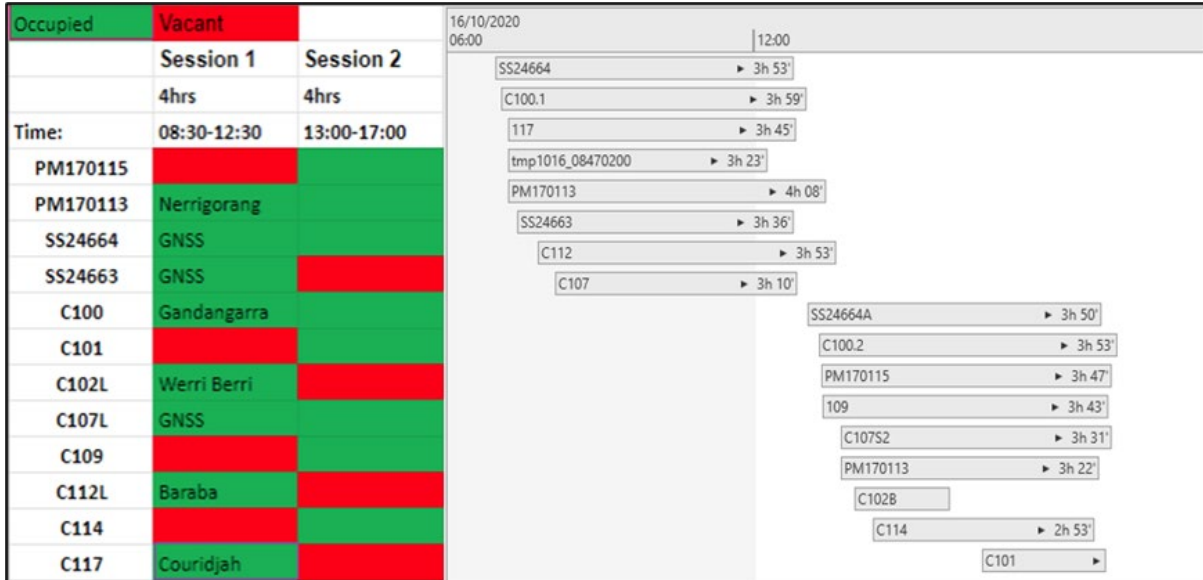 Occupied Vacant
Session 1 Session 2
4hrs 4hrs
Time: 08:30-12:30 13:00-17:00
PM170115
PM170113 Nerrigorang
SS24664 GNSS
SS24663 GNSS
C100 Gandangarra
C101
C102L Werri Berri
C107L GNSS
C109
C112L Baraba
C114
C117 Couridjah
16/10/2020
06:00 12:00
SS24664 ► 3h 53'
C100.1 ► 3h 59'
117 ► 3h 45'
tmp1016_08470200 ► 3h 23'
PM170113 ► 4h 08'
SS24663 ► 3h 36'
C112 ► 3h 53'
C107 ► 3h 10'
SS24664A ► 3h 50'
C100.2 ► 3h 53'
PM170115 ► 3h 47'
109 ► 3h 43'
C107S2 ► 3h 31'
PM170113 ► 3h 22'
C102B
C114 ► 2h 53'
C101 ►